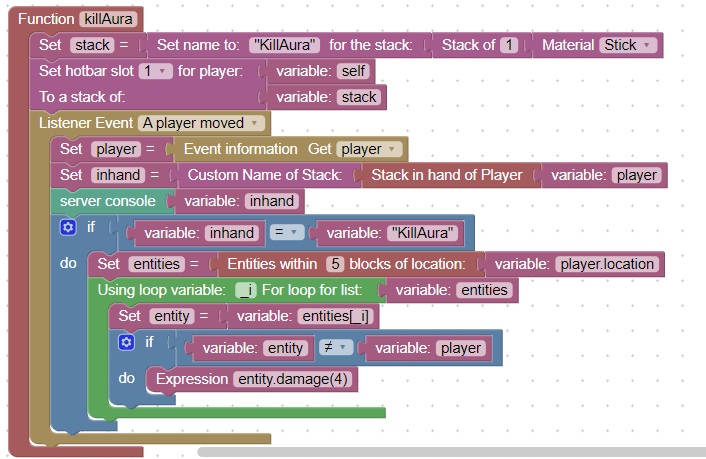 Function killAura
Set stack = Set name to: "KillAura" for the stack: Stack of 1 Material Stick
Set hotbar slot 1 for player: variable: self
To a stack of: variable: stack
Listener Event A player moved
Set player = Event information Get player
Set inhand = Custom Name of Stack: Stack in hand of Player variable: player
server console variable: inhand
if variable: inhand = variable: "KillAura"
do Set entities = Entities within 5 blocks of location: variable: player.location
Using loop variable: _i For loop for list: variable: entities
Set entity = variable: entities[_i]
if variable: entity ≠ variable: player
do Expression entity.damage(4)